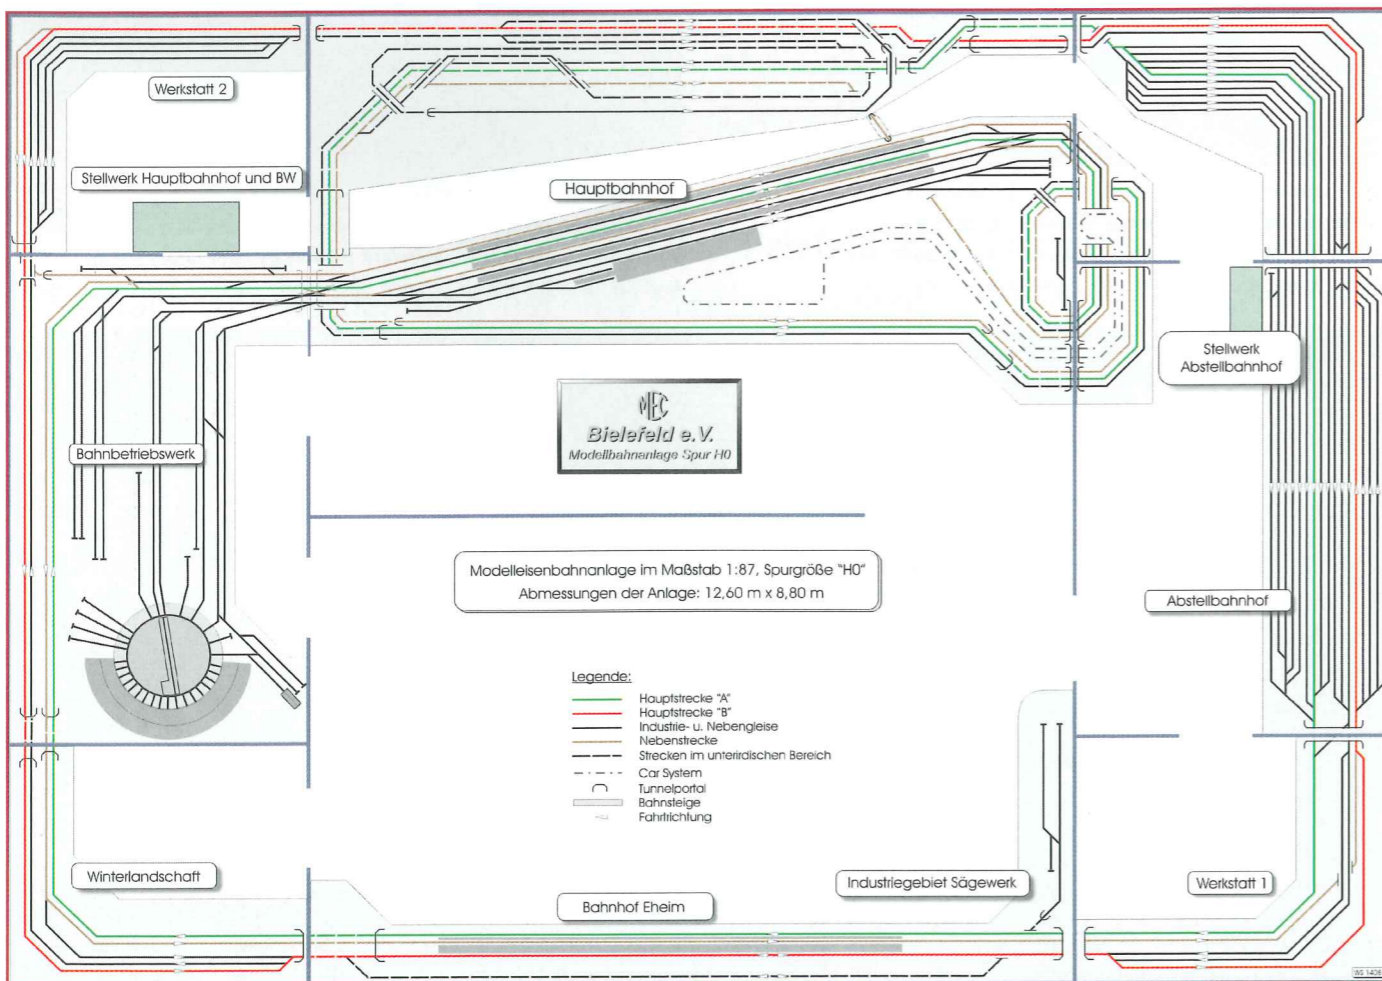 Werkstatt 2
Stellwerk Hauptbahnhof und BW
Hauptbahnhof
Stellwerk
Abstellbahnhof
MEC
Bielefeld e.V.
Modellbahnanlage Spur H0
Bahnbetriebswerk
Modelleisenbahnanlage im Maßstab 1:87, Spurgröße "H0"
Abmessungen der Anlage: 12,60 m x 8,80 m
Abstellbahnhof
Legende:
Hauptstrecke "A"
Hauptstrecke "B"
Industrie- u. Nebengleise
Nebenstrecke
Strecken im unterirdischen Bereich
Car System
Tunnelportal
Bahnsteige
Fahrtrichtung
Winterlandschaft
Bahnhof Eheim
Industriegebiet Sägewerk
Werkstatt 1